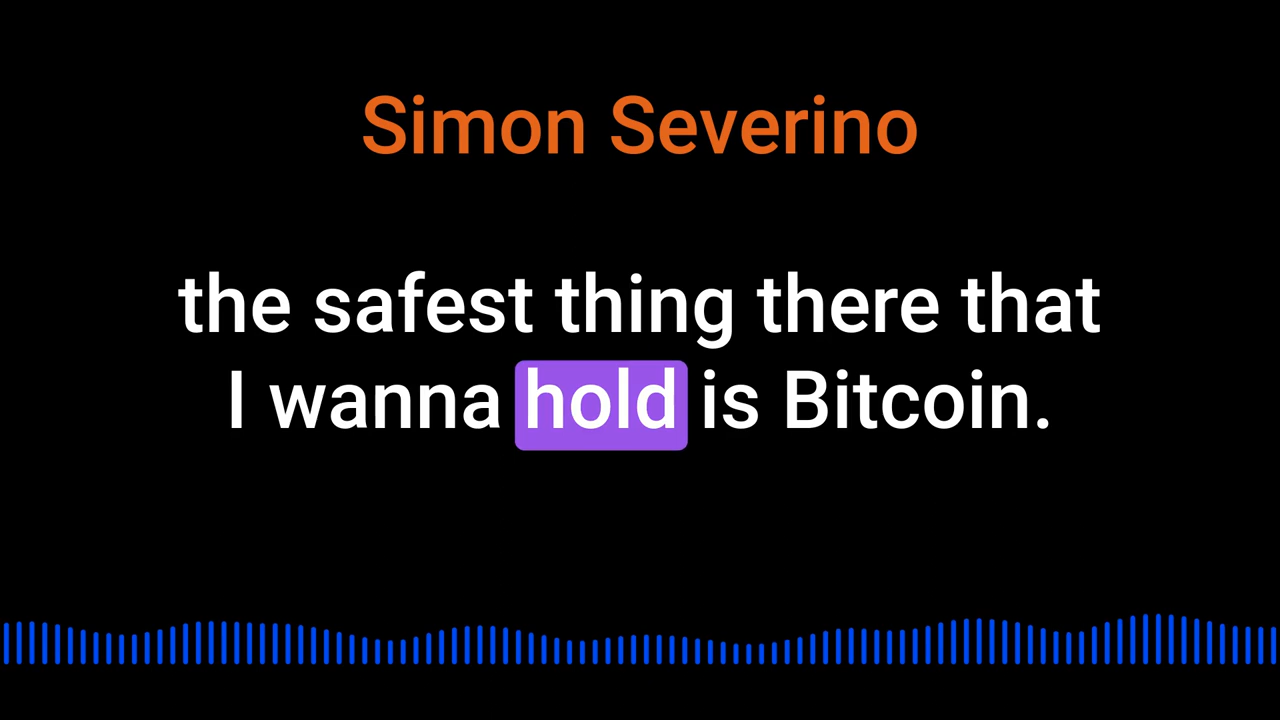 Simon Severino
the safest thing there that
I wanna hold is Bitcoin.